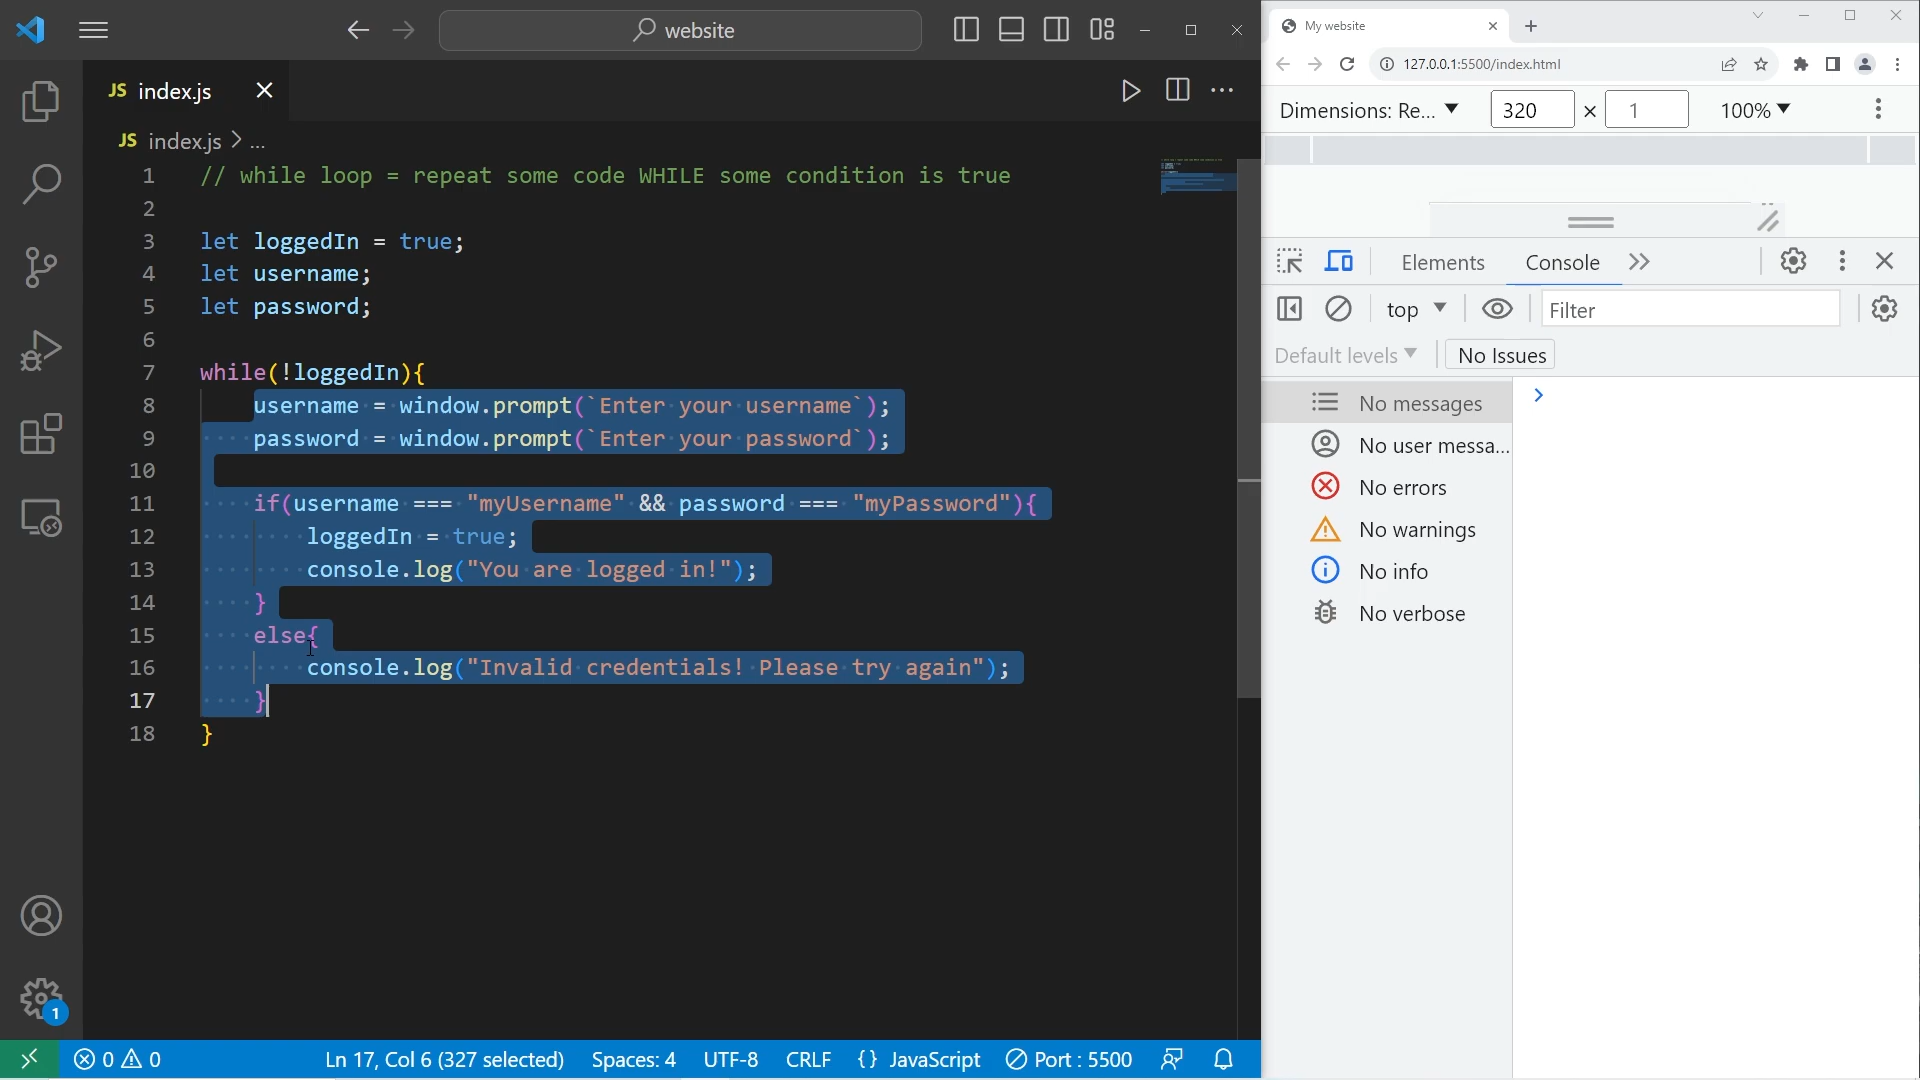 website
JS index.js
JS index.js > ...
1 // while loop = repeat some code WHILE some condition is true
2
3 let loggedIn = true;
4 let username;
5 let password;
6
7 while(!loggedIn){
8 username = window.prompt(`Enter your username`);
9 password = window.prompt(`Enter your password`);
10
11 if(username === "myUsername" && password === "myPassword"){
12 loggedIn = true;
13 console.log("You are logged in!");
14 }
15 else{
16 console.log("Invalid credentials! Please try again");
17 }
18 }
1
0 0
Ln 17, Col 6 (327 selected) Spaces: 4 UTF-8 CRLF {} JavaScript Port : 5500
My website
127.0.0.1:5500/index.html
Dimensions: Re... 320 × 1 100%
Elements Console
top Filter
Default levels No Issues
No messages
No user messa...
No errors
No warnings
No info
No verbose